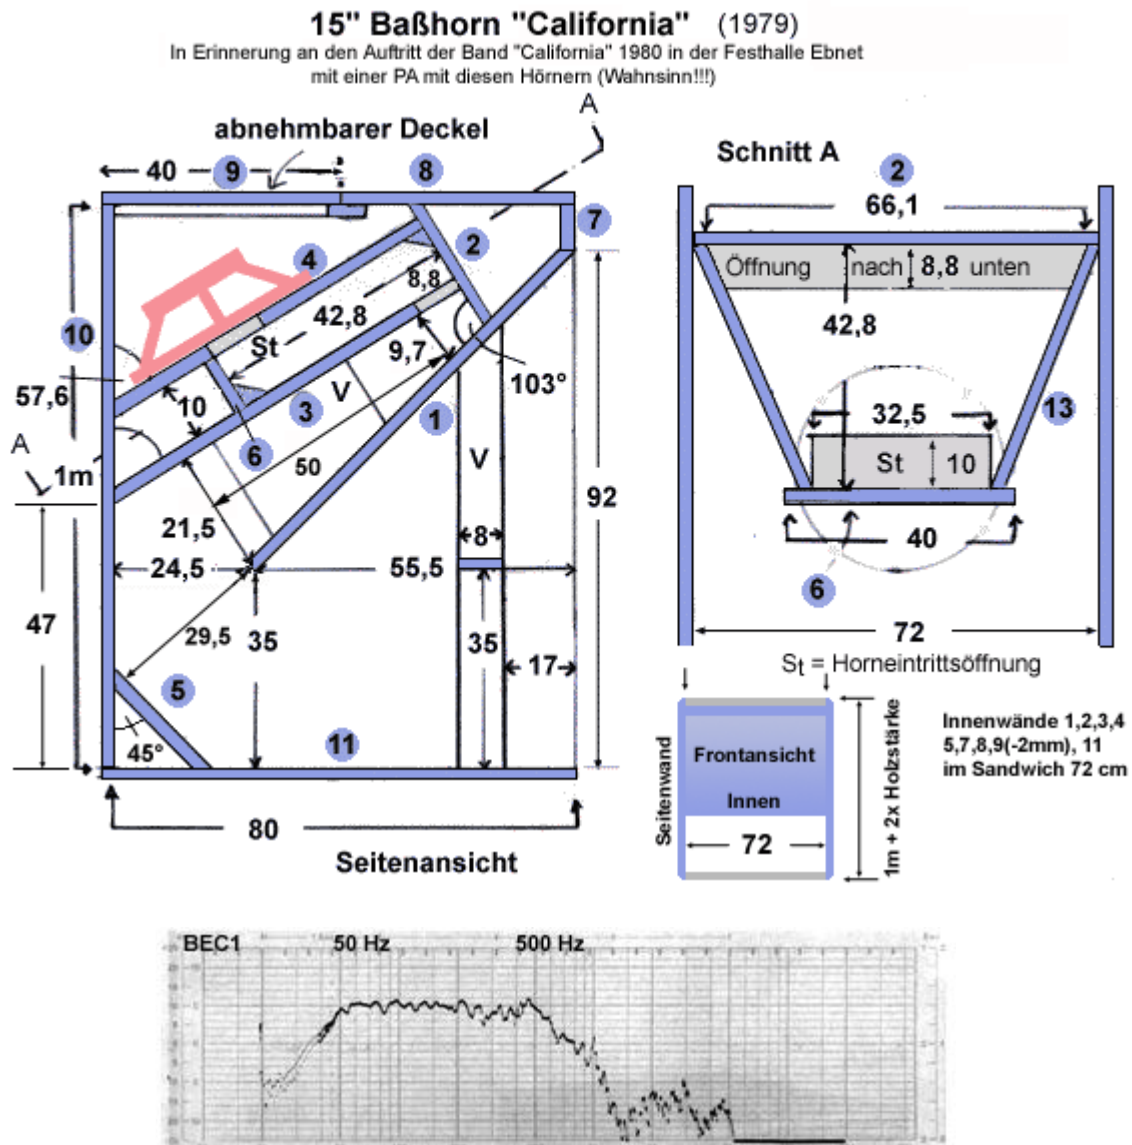 15" Baßhorn "California" (1979)
In Erinnerung an den Auftritt der Band "California" 1980 in der Festhalle Ebnet
mit einer PA mit diesen Hörnern (Wahnsinn!!!)
A
abnehmbarer Deckel
40
9
8
7
2
4
8,8
10
42,8
St
57,6
10
9,7
103°
3
V
1
A
6
1m
50
V
21,5
92
8
24,5
55,5
47
29,5
35
35
17
5
45°
11
80
Seitenansicht
Schnitt A
2
66,1
Öffnung nach 8,8 unten
42,8
13
32,5
St 10
40
6
72
St = Horneintrittsöffnung
Seitenwand
Frontansicht
Innen
72
1m + 2x Holzstärke
Innenwände 1,2,3,4
5,7,8,9(-2mm), 11
im Sandwich 72 cm
BEC1 50 Hz 500 Hz